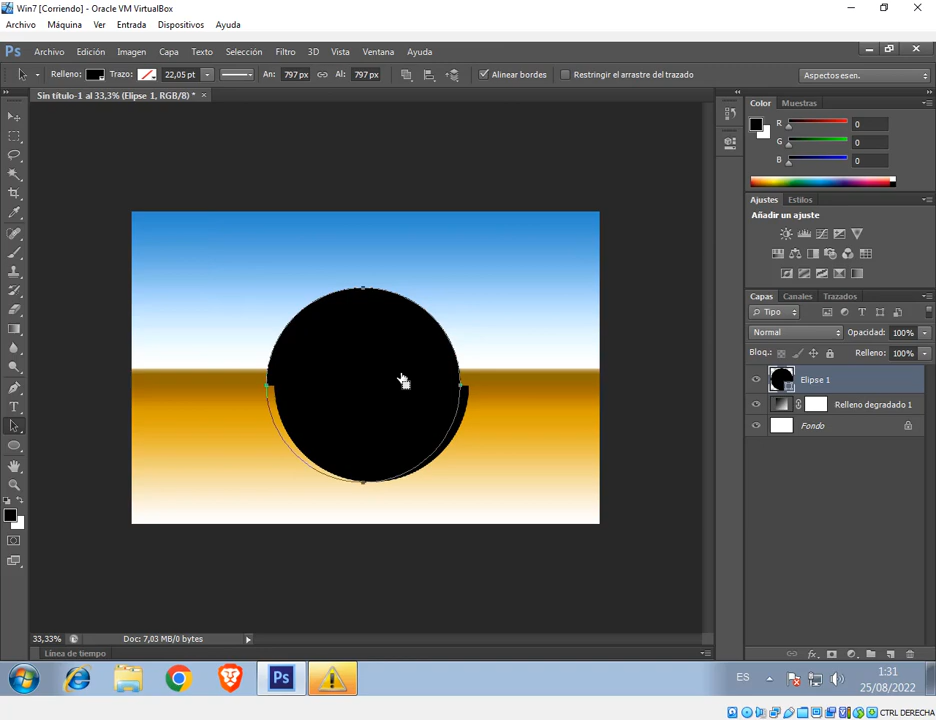 Win7 [Corriendo] - Oracle VM VirtualBox
Archivo Máquina Ver Entrada Dispositivos Ayuda
Ps Archivo Edición Imagen Capa Texto Selección Filtro 3D Vista Ventana Ayuda
Relleno: Trazo: 22,05 pt An: 797 px Al: 797 px Alinear bordes Restringir el arrastre del trazado Aspectos esen.
Sin título-1 al 33,3% (Elipse 1, RGB/8) * ×
Color Muestras
R 0
G 0
B 0
Ajustes Estilos
Añadir un ajuste
Capas Canales Trazados
Tipo
Normal Opacidad: 100%
Bloq.: Relleno: 100%
Elipse 1
Relleno degradado 1
Fondo
33,33% Doc: 7,03 MB/0 bytes
Línea de tiempo
Ps ES 1:31
25/08/2022
CTRL DERECHA